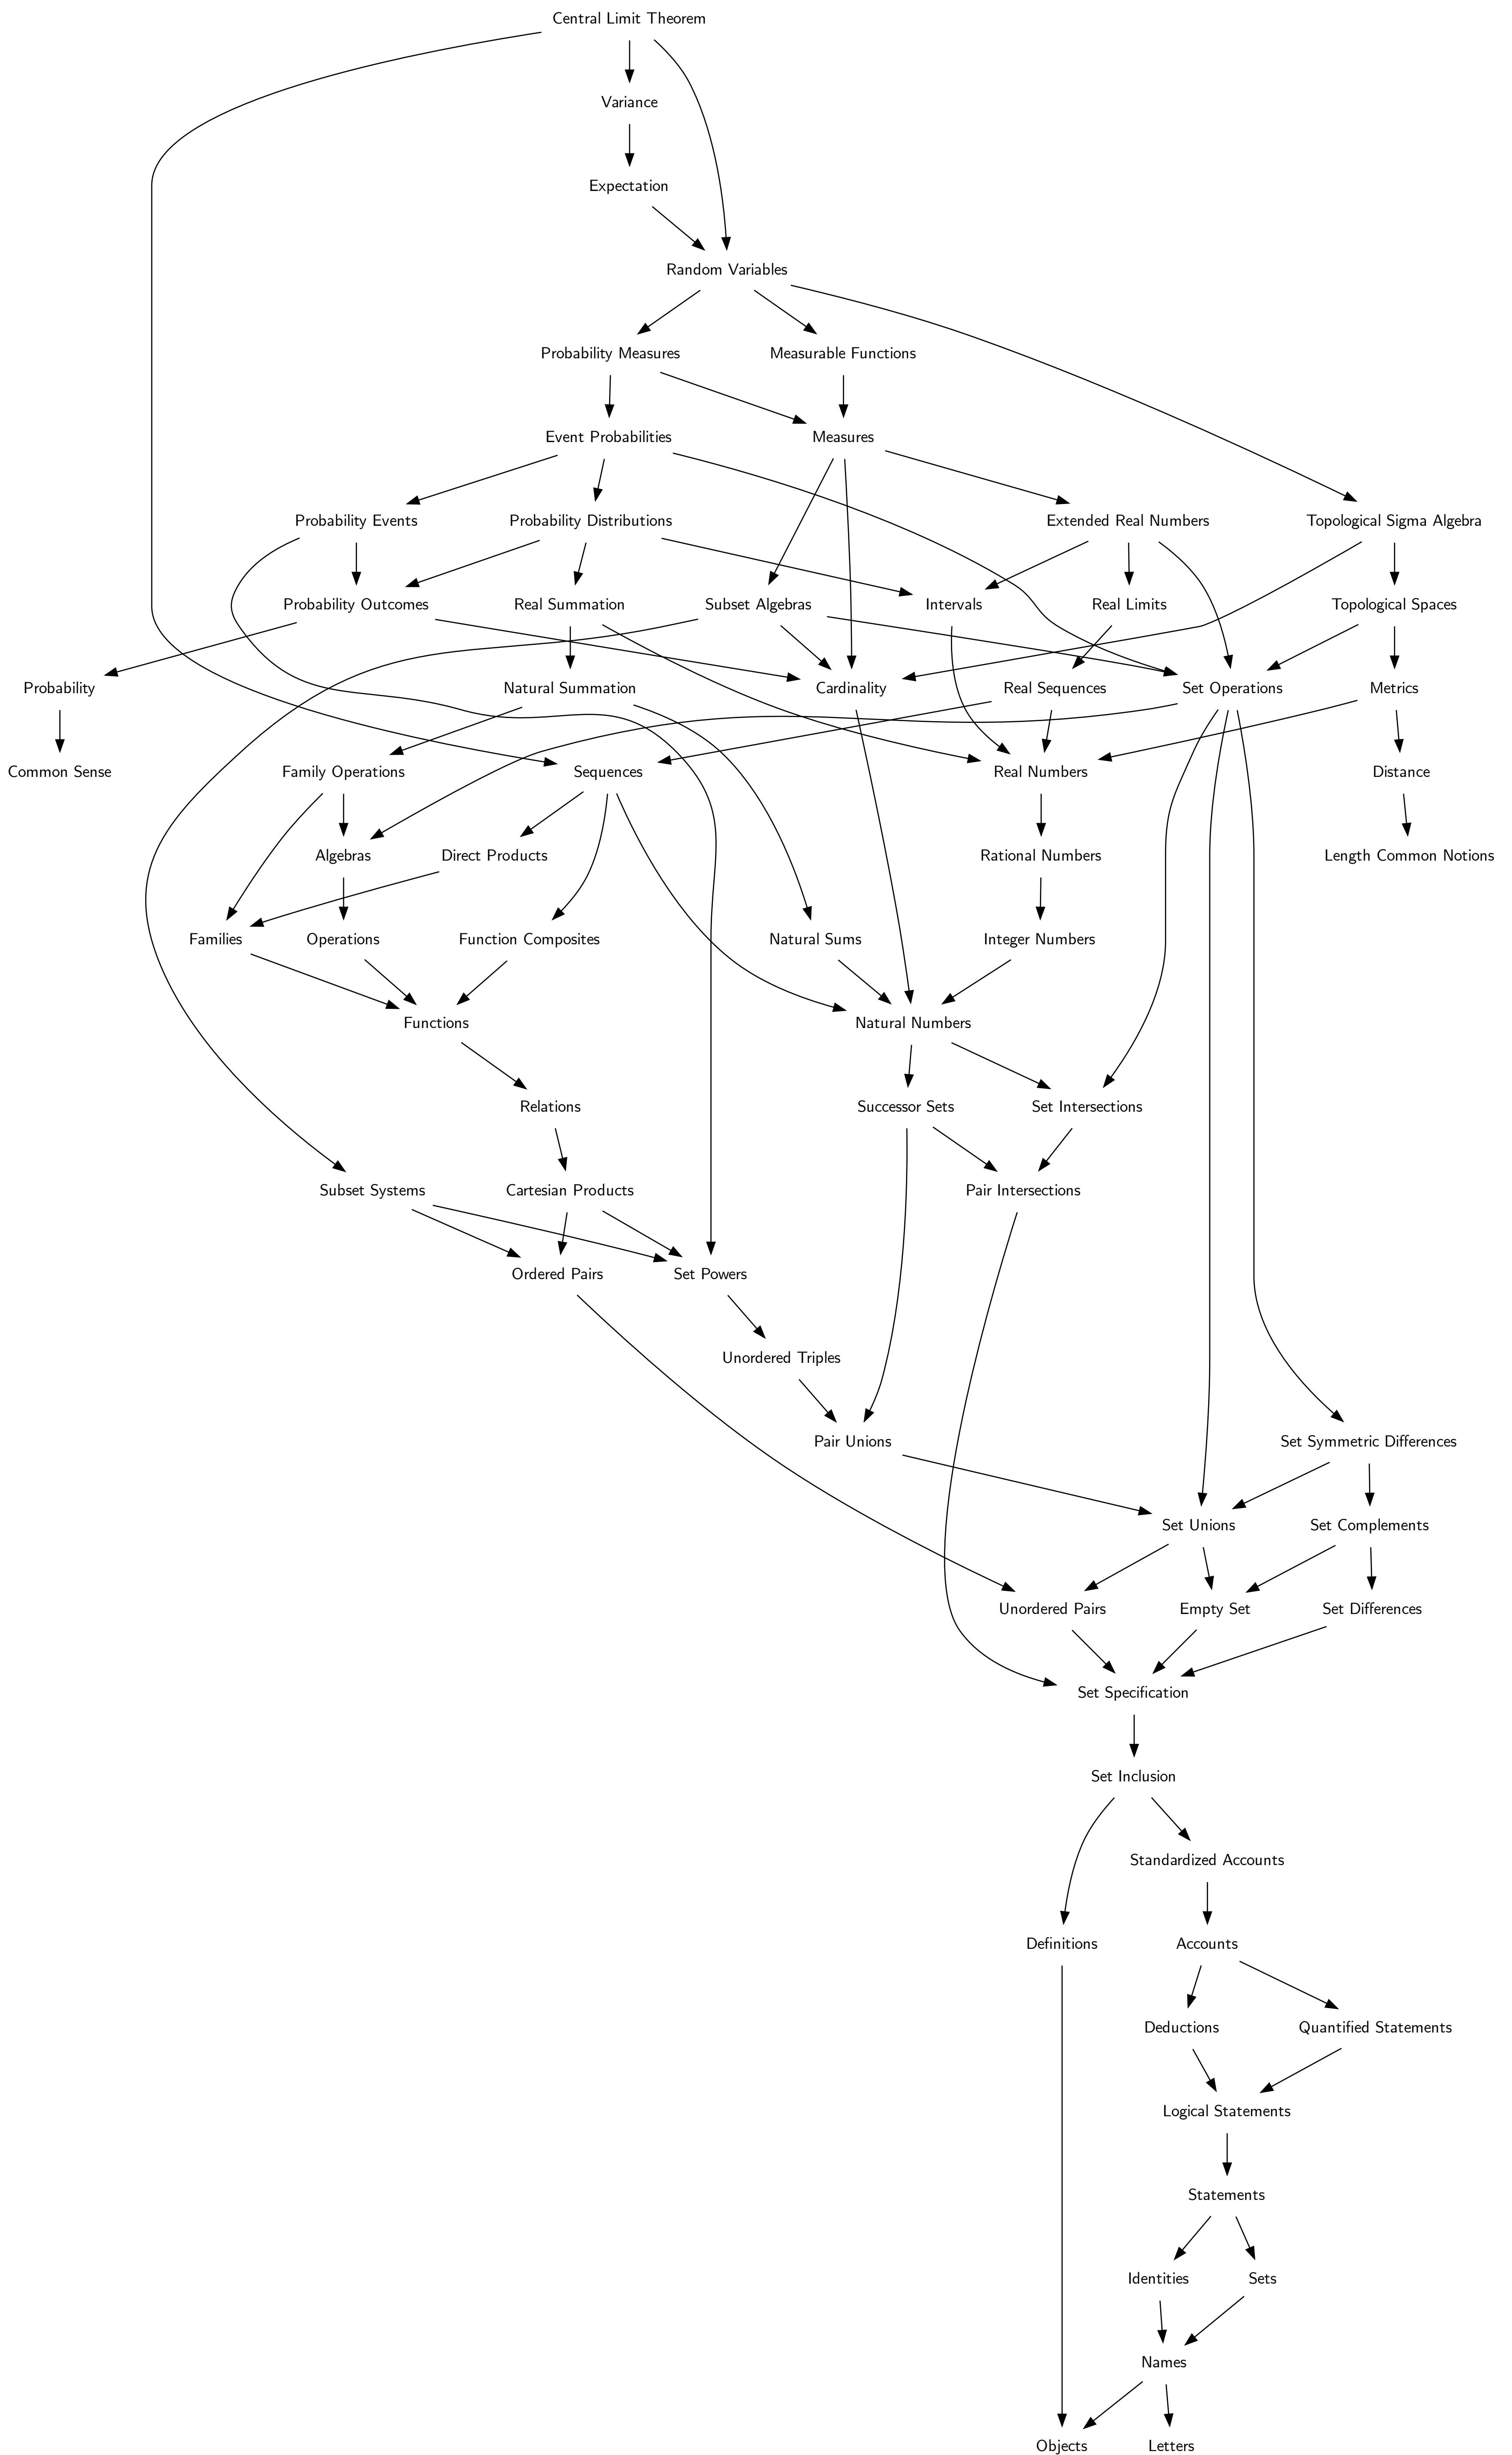 Central Limit Theorem
Variance
Expectation
Random Variables
Probability Measures
Measurable Functions
Event Probabilities
Measures
Probability Events
Probability Distributions
Extended Real Numbers
Topological Sigma Algebra
Probability Outcomes
Real Summation
Subset Algebras
Intervals
Real Limits
Topological Spaces
Probability
Natural Summation
Cardinality
Real Sequences
Set Operations
Metrics
Common Sense
Family Operations
Sequences
Real Numbers
Distance
Algebras
Direct Products
Rational Numbers
Length Common Notions
Families
Operations
Function Composites
Natural Sums
Integer Numbers
Functions
Natural Numbers
Relations
Successor Sets
Set Intersections
Subset Systems
Cartesian Products
Pair Intersections
Ordered Pairs
Set Powers
Unordered Triples
Pair Unions
Set Symmetric Differences
Set Unions
Set Complements
Unordered Pairs
Empty Set
Set Differences
Set Specification
Set Inclusion
Standardized Accounts
Definitions
Accounts
Deductions
Quantified Statements
Logical Statements
Statements
Identities
Sets
Names
Objects
Letters